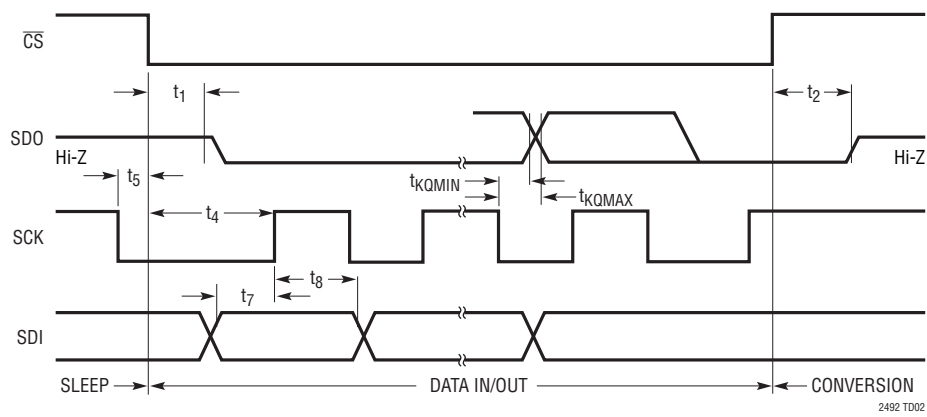 CS
t1
t2
SDO
Hi-Z
Hi-Z
t5
tKQMIN
t4
tKQMAX
SCK
t8
t7
SDI
SLEEP
DATA IN/OUT
CONVERSION
2492 TD02